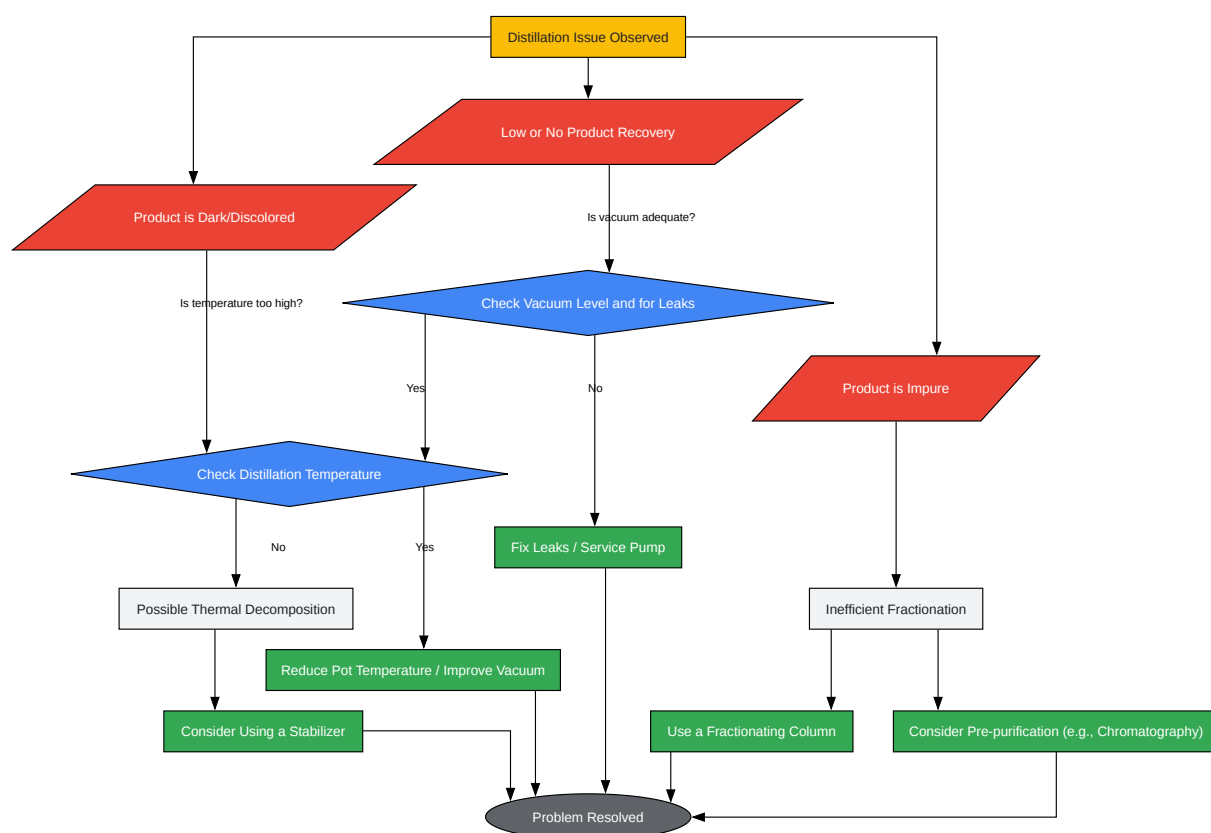 Distillation Issue Observed
Low or No Product Recovery
Product is Dark/Discolored
Is vacuum adequate?
Is temperature too high?
Check Vacuum Level and for Leaks
Yes
No
Product is Impure
Check Distillation Temperature
No
Yes
Fix Leaks / Service Pump
Possible Thermal Decomposition
Inefficient Fractionation
Reduce Pot Temperature / Improve Vacuum
Consider Using a Stabilizer
Use a Fractionating Column
Consider Pre-purification (e.g., Chromatography)
Problem Resolved